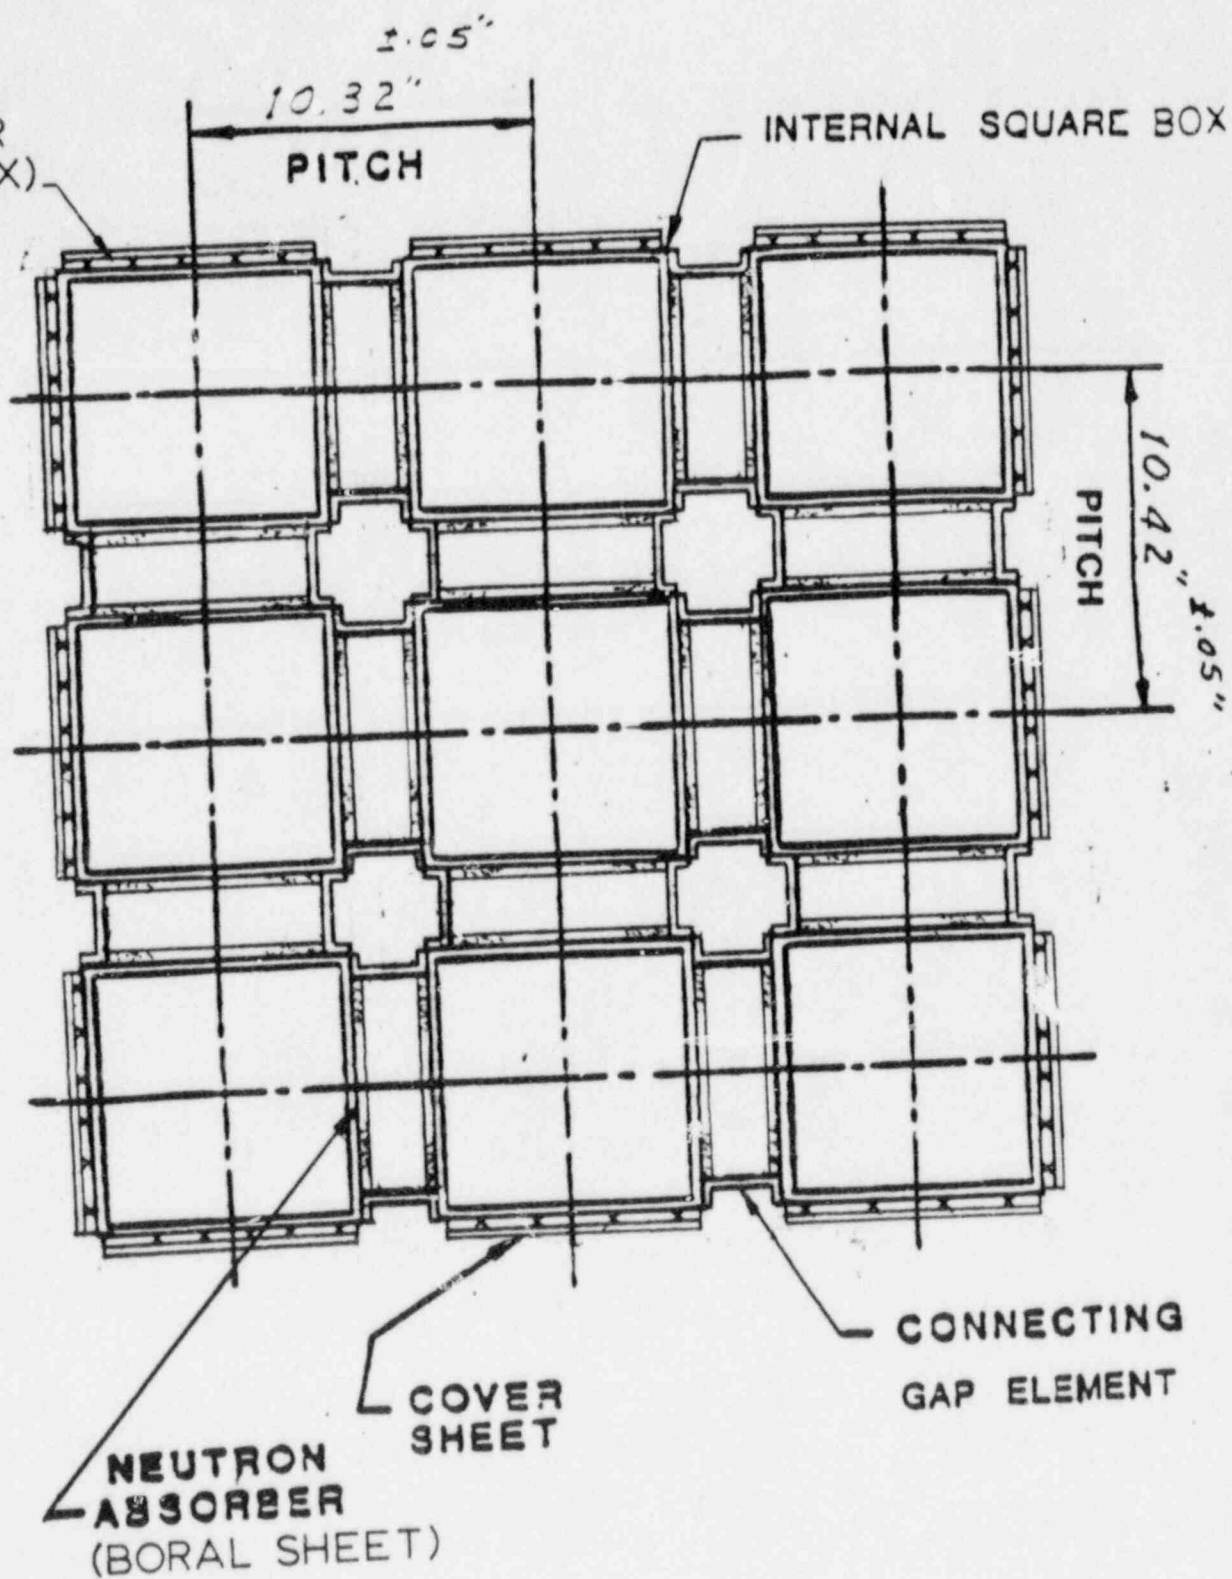 ±.05"
10.32"
PITCH
INTERNAL SQUARE BOX
10.42" ±.05"
PITCH
CONNECTING
GAP ELEMENT
COVER
SHEET
NEUTRON
ABSORBER
(BORAL SHEET)